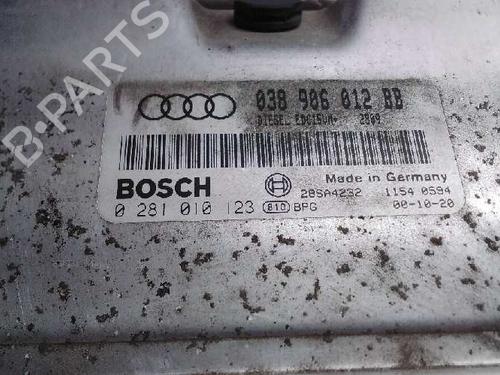 B-PARTS
038 906 012 BB
DIESEL EDC15VM+ 2809
BOSCH
Made in Germany
28SA4232 1154 0594
0 281 010 123 810 BPG 00-10-20